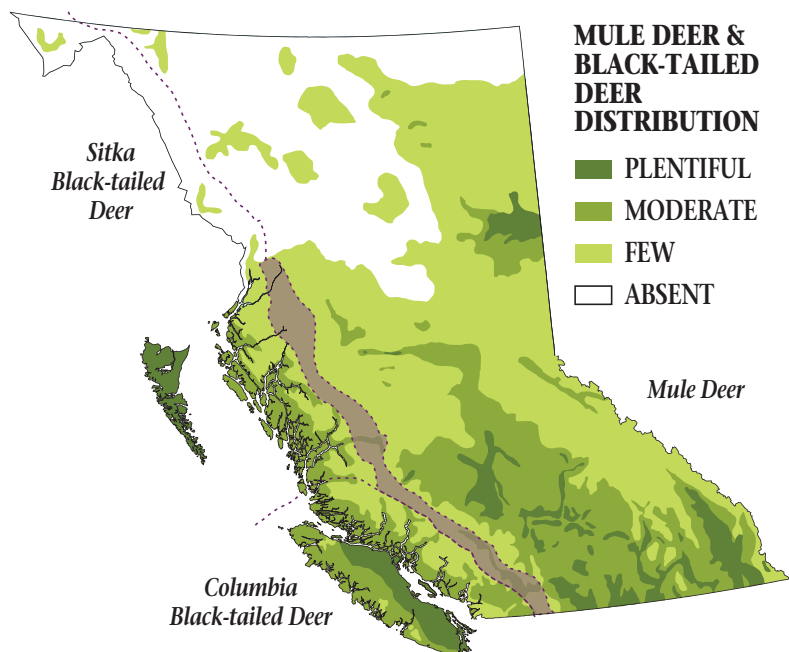 MULE DEER &
BLACK-TAILED
DEER
DISTRIBUTION
PLENTIFUL
MODERATE
FEW
ABSENT
Sitka
Black-tailed
Deer
Mule Deer
Columbia
Black-tailed Deer